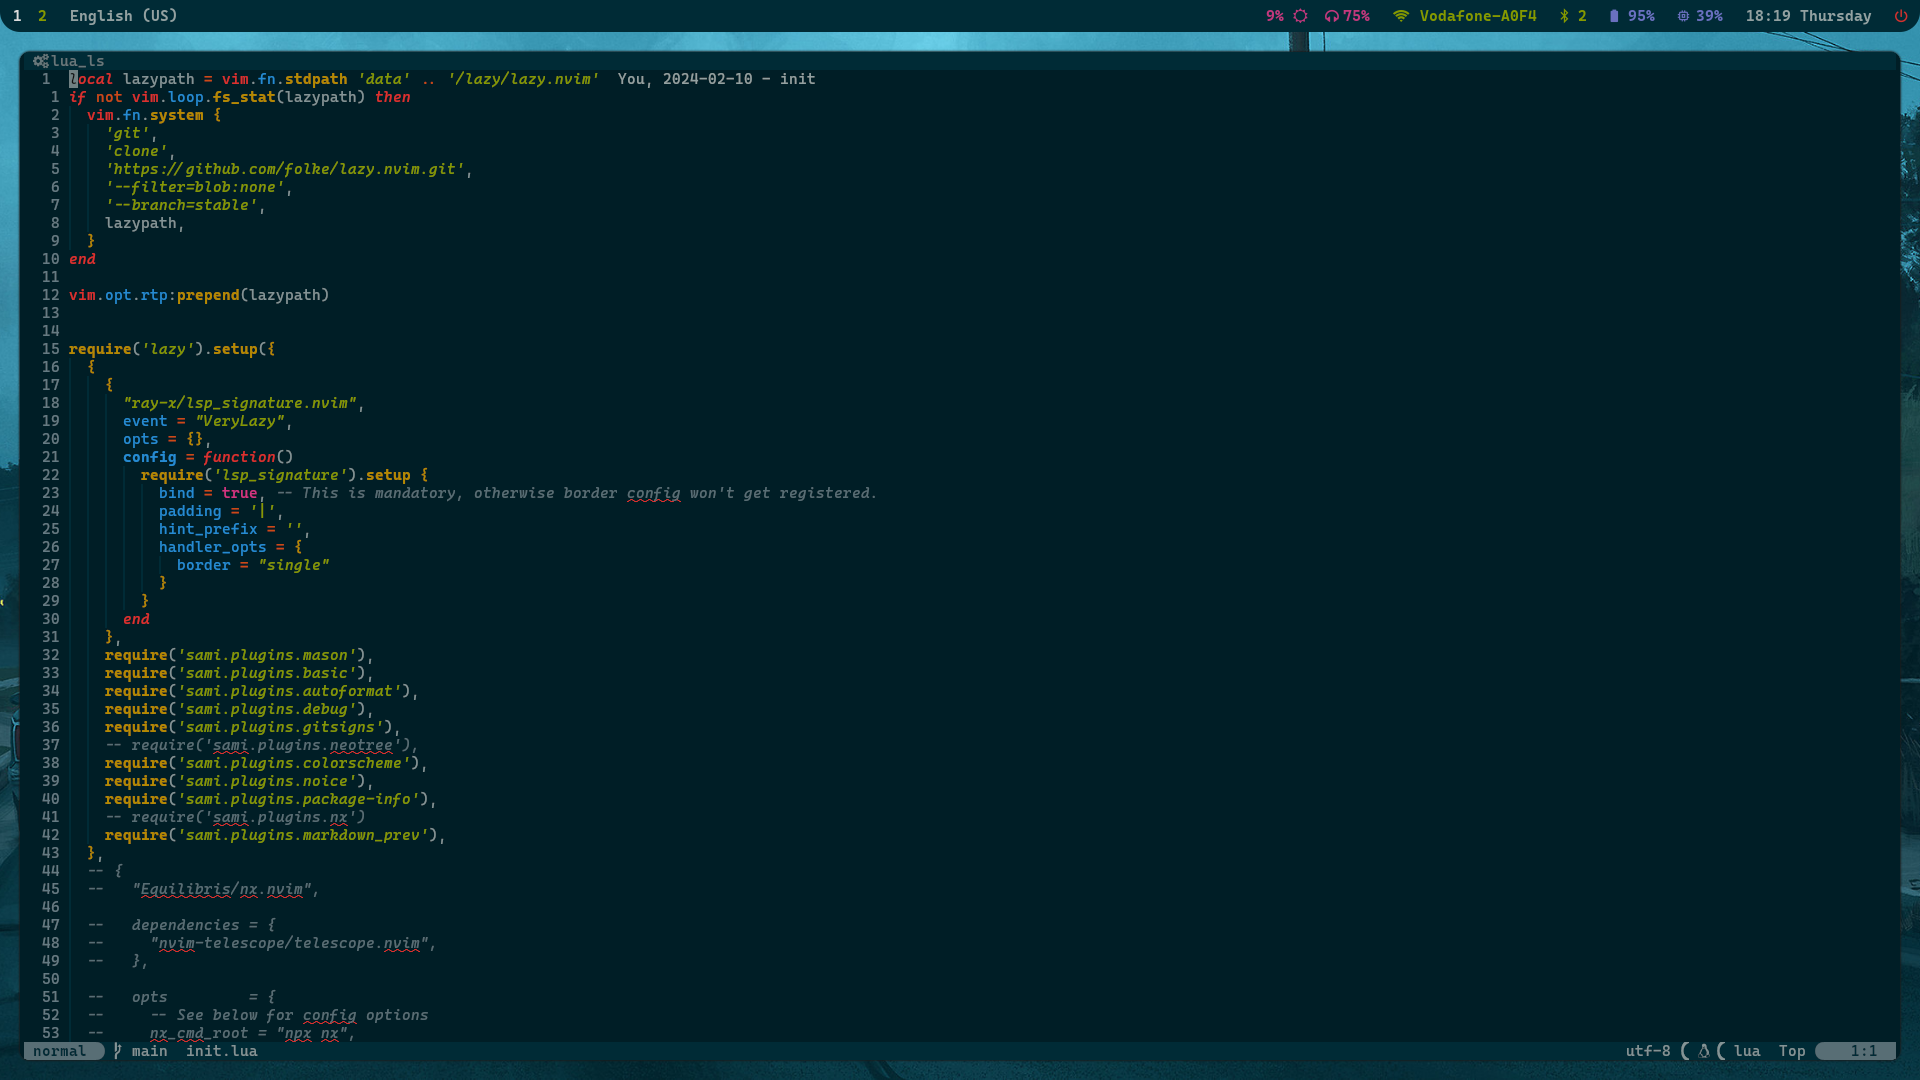 1 2 English (US) 9% 75% Vodafone-A0F4 2 95% 39% 18:19 Thursday
lua_ls
1 local lazypath = vim.fn.stdpath 'data' .. '/lazy/lazy.nvim' You, 2024-02-10 - init
1 if not vim.loop.fs_stat(lazypath) then
2 vim.fn.system {
3 'git',
4 'clone',
5 'https://github.com/folke/lazy.nvim.git',
6 '--filter=blob:none',
7 '--branch=stable',
8 lazypath,
9 }
10 end
11
12 vim.opt.rtp:prepend(lazypath)
13
14
15 require('lazy').setup({
16 {
17 {
18 "ray-x/lsp_signature.nvim",
19 event = "VeryLazy",
20 opts = {},
21 config = function()
22 require('lsp_signature').setup {
23 bind = true, -- This is mandatory, otherwise border config won't get registered.
24 padding = '|',
25 hint_prefix = '',
26 handler_opts = {
27 border = "single"
28 }
29 }
30 end
31 },
32 require('sami.plugins.mason'),
33 require('sami.plugins.basic'),
34 require('sami.plugins.autoformat'),
35 require('sami.plugins.debug'),
36 require('sami.plugins.gitsigns'),
37 -- require('sami.plugins.neotree'),
38 require('sami.plugins.colorscheme'),
39 require('sami.plugins.noice'),
40 require('sami.plugins.package-info'),
41 -- require('sami.plugins.nx')
42 require('sami.plugins.markdown_prev'),
43 },
44 -- {
45 -- "Equilibris/nx.nvim",
46
47 -- dependencies = {
48 -- "nvim-telescope/telescope.nvim",
49 -- },
50
51 -- opts = {
52 -- -- See below for config options
53 -- nx_cmd_root = "npx nx",
normal main init.lua utf-8 lua Top 1:1